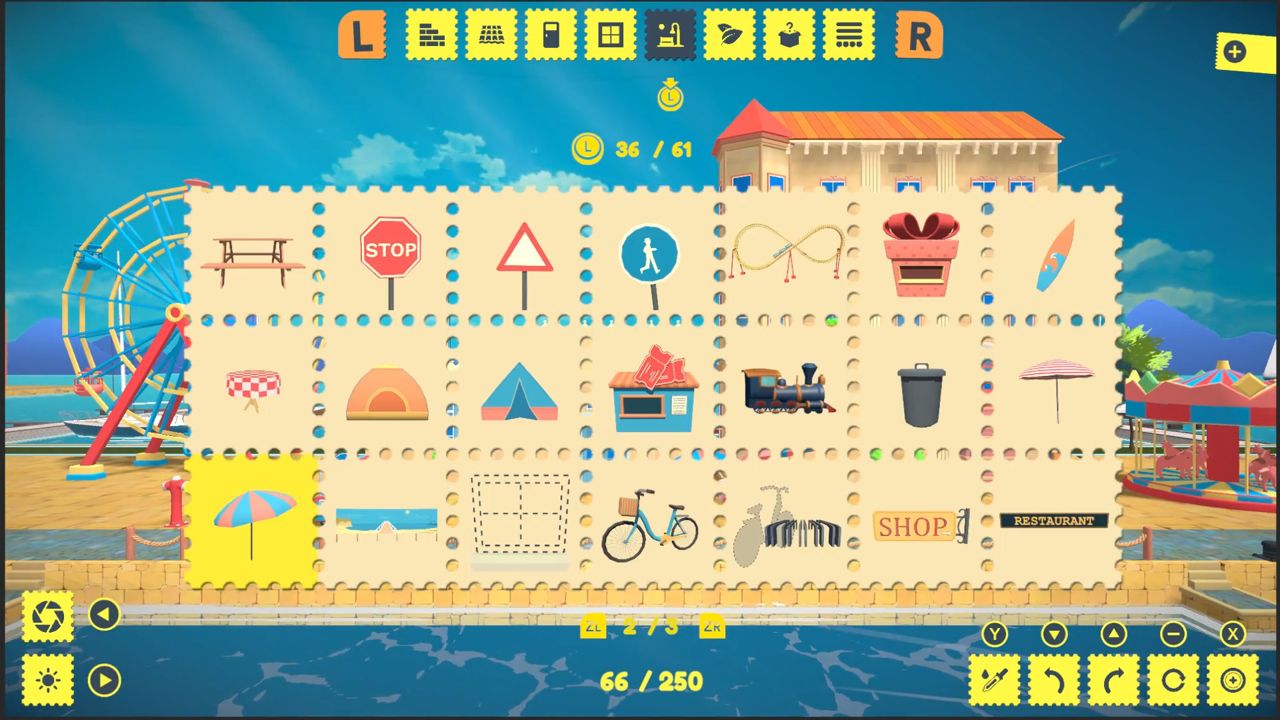 L R
L
L 36 / 61
STOP
SHOP RESTAURANT
ZL 2 / 3 ZR
Y X
66 / 250